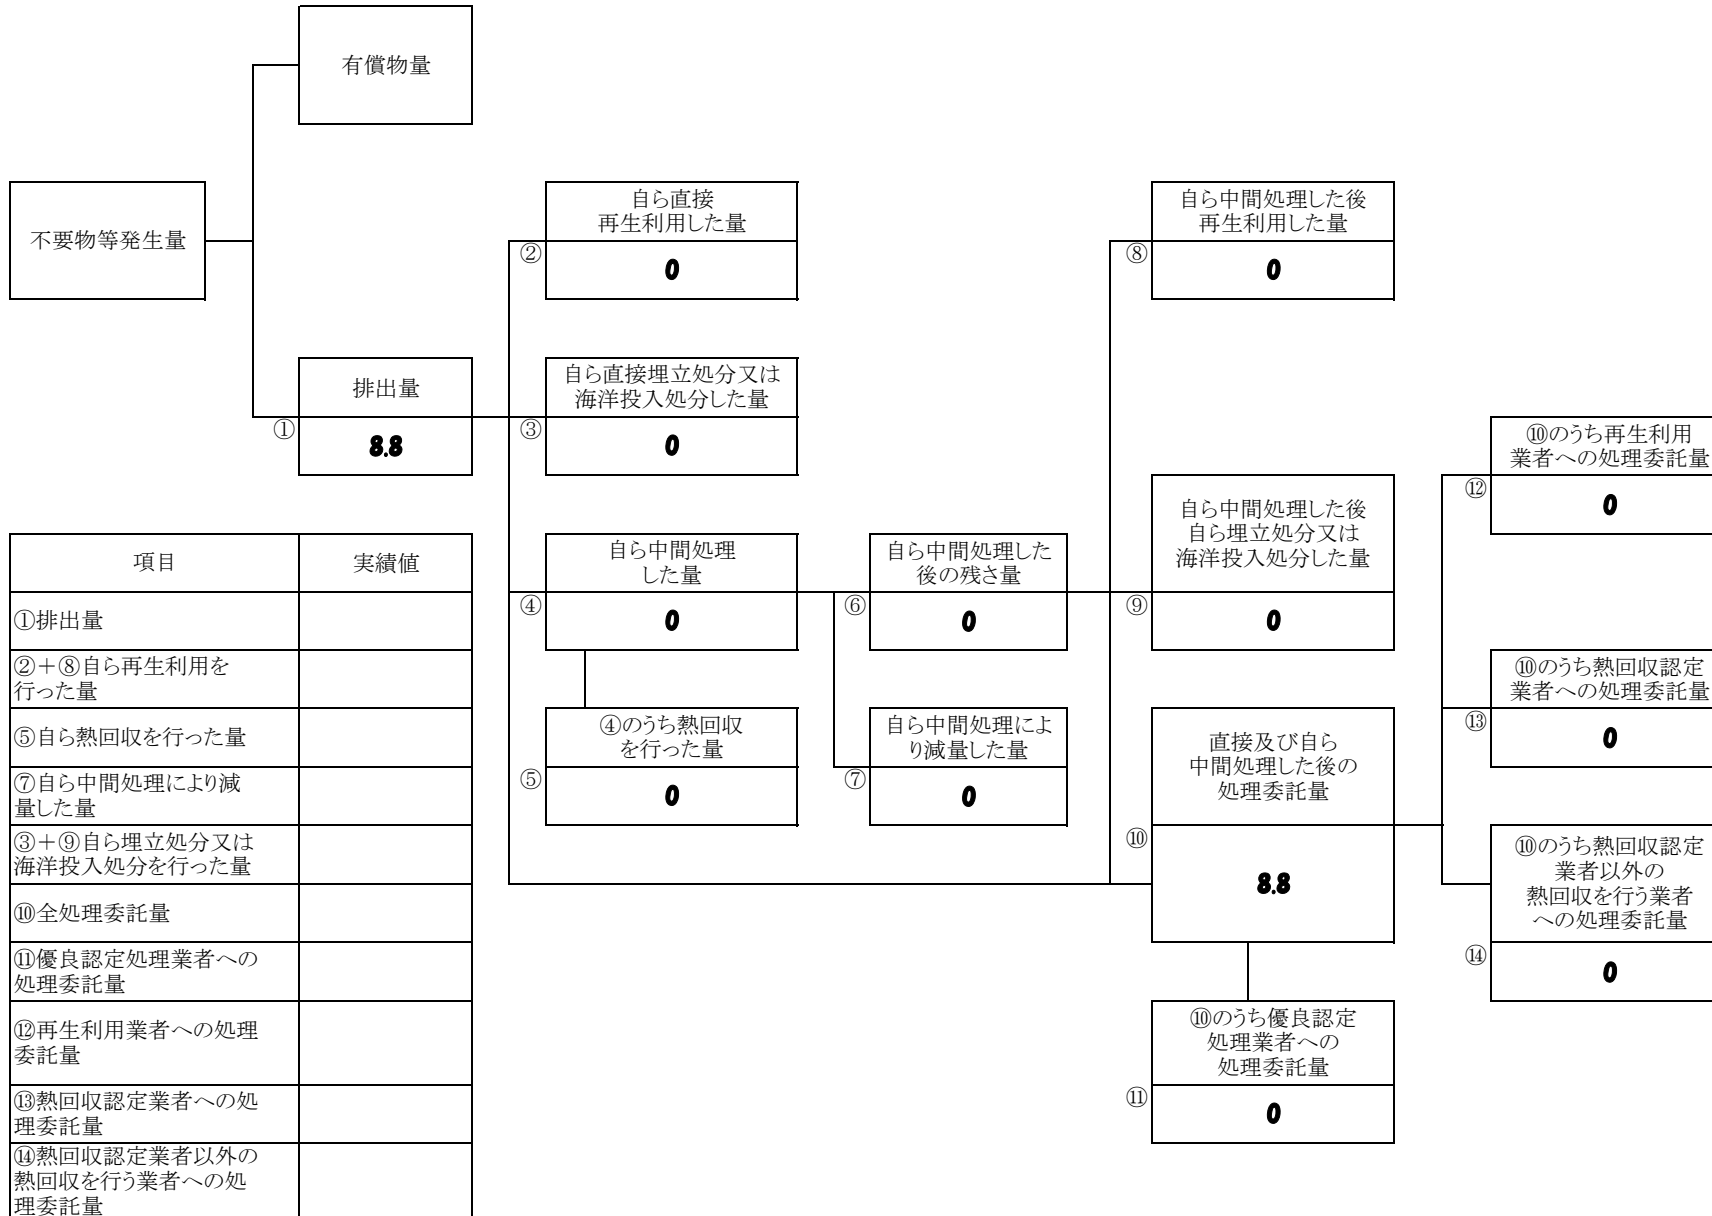 有償物量
不要物等発生量
自ら直接
再生利用した量
②
0
自ら中間処理した後
再生利用した量
⑧
0
排出量
①
8.8
自ら直接埋立処分又は
海洋投入処分した量
③
0
⑩のうち再生利用
業者への処理委託量
⑫
0
自ら中間処理
した量
④
0
自ら中間処理した
後の残さ量
⑥
0
自ら中間処理した後
自ら埋立処分又は
海洋投入処分した量
⑨
0
⑩のうち熱回収認定
業者への処理委託量
⑬
0
④のうち熱回収
を行った量
⑤
0
自ら中間処理によ
り減量した量
⑦
0
直接及び自ら
中間処理した後の
処理委託量
⑩
8.8
⑩のうち熱回収認定
業者以外の
熱回収を行う業者
への処理委託量
⑭
0
⑩のうち優良認定
処理業者への
処理委託量
⑪
0
項目 実績値
①排出量
②+⑧自ら再生利用を
行った量
⑤自ら熱回収を行った量
⑦自ら中間処理により減
量した量
③+⑨自ら埋立処分又は
海洋投入処分を行った量
⑩全処理委託量
⑪優良認定処理業者への
処理委託量
⑫再生利用業者への処理
委託量
⑬熱回収認定業者への処
理委託量
⑭熱回収認定業者以外の
熱回収を行う業者への処
理委託量